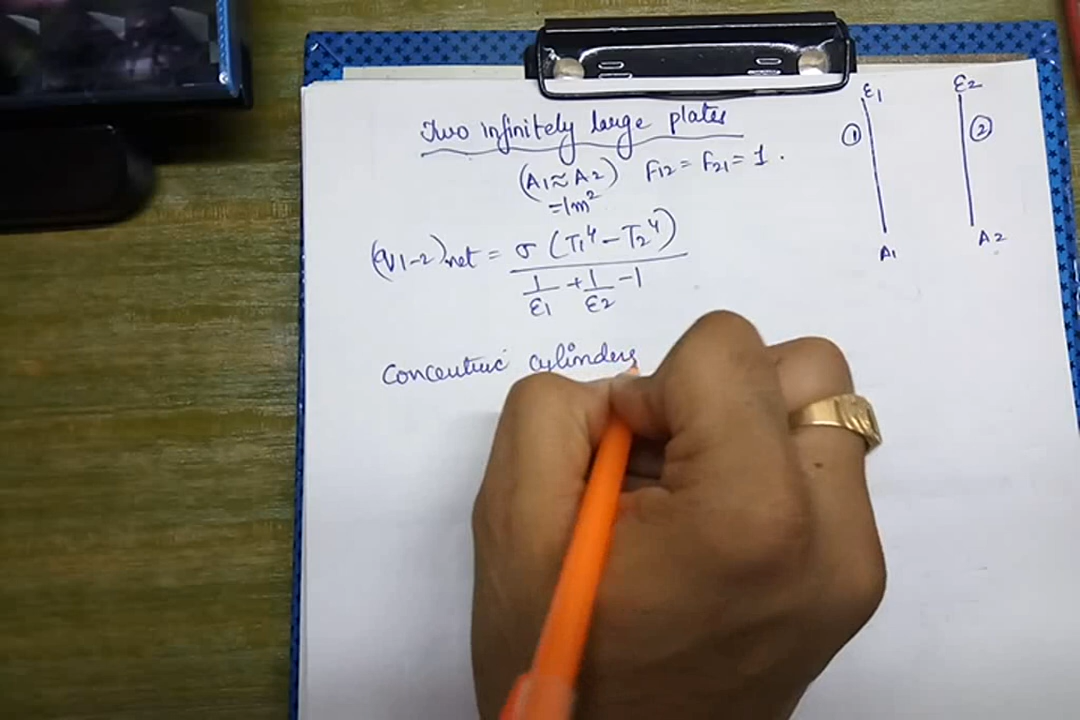 Two infinitely large plates
(A1 ≈ A2) F12 = F21 = 1.
= 1m²
(q1-2)net = σ (T1⁴ - T2⁴)
1/ε1 + 1/ε2 - 1
Concentric cylinders
ε1 ε2
① ②
A1 A2